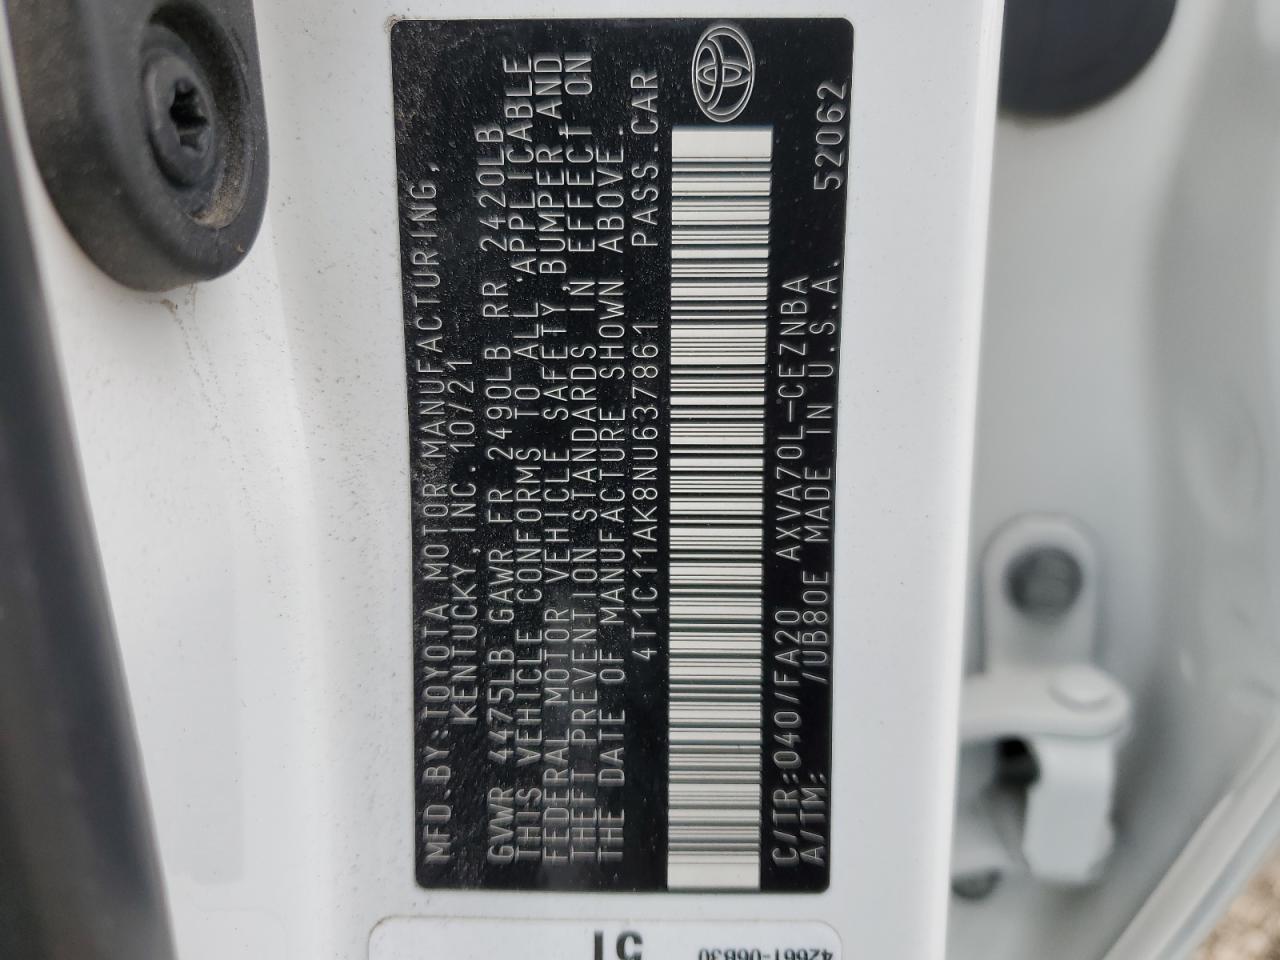 MFD.BY:TOYOTA MOTOR MANUFACTURING,
KENTUCKY, INC. 10/21
GVWR 4475LB GAWR FR 2490LB RR 2420LB
THIS VEHICLE CONFORMS TO ALL APPLICABLE
FEDERAL MOTOR VEHICLE SAFETY, BUMPER, AND
THEFT PREVENTION STANDARDS IN EFFECT ON
THE DATE OF MANUFACTURE SHOWN ABOVE.
4T1C11AK8NU637861 PASS.CAR
C/TR:040/FA20 AXVA70L-CEZNBA
A/TM: /UB80E MADE IN U.S.A. 52062
42661-06B30